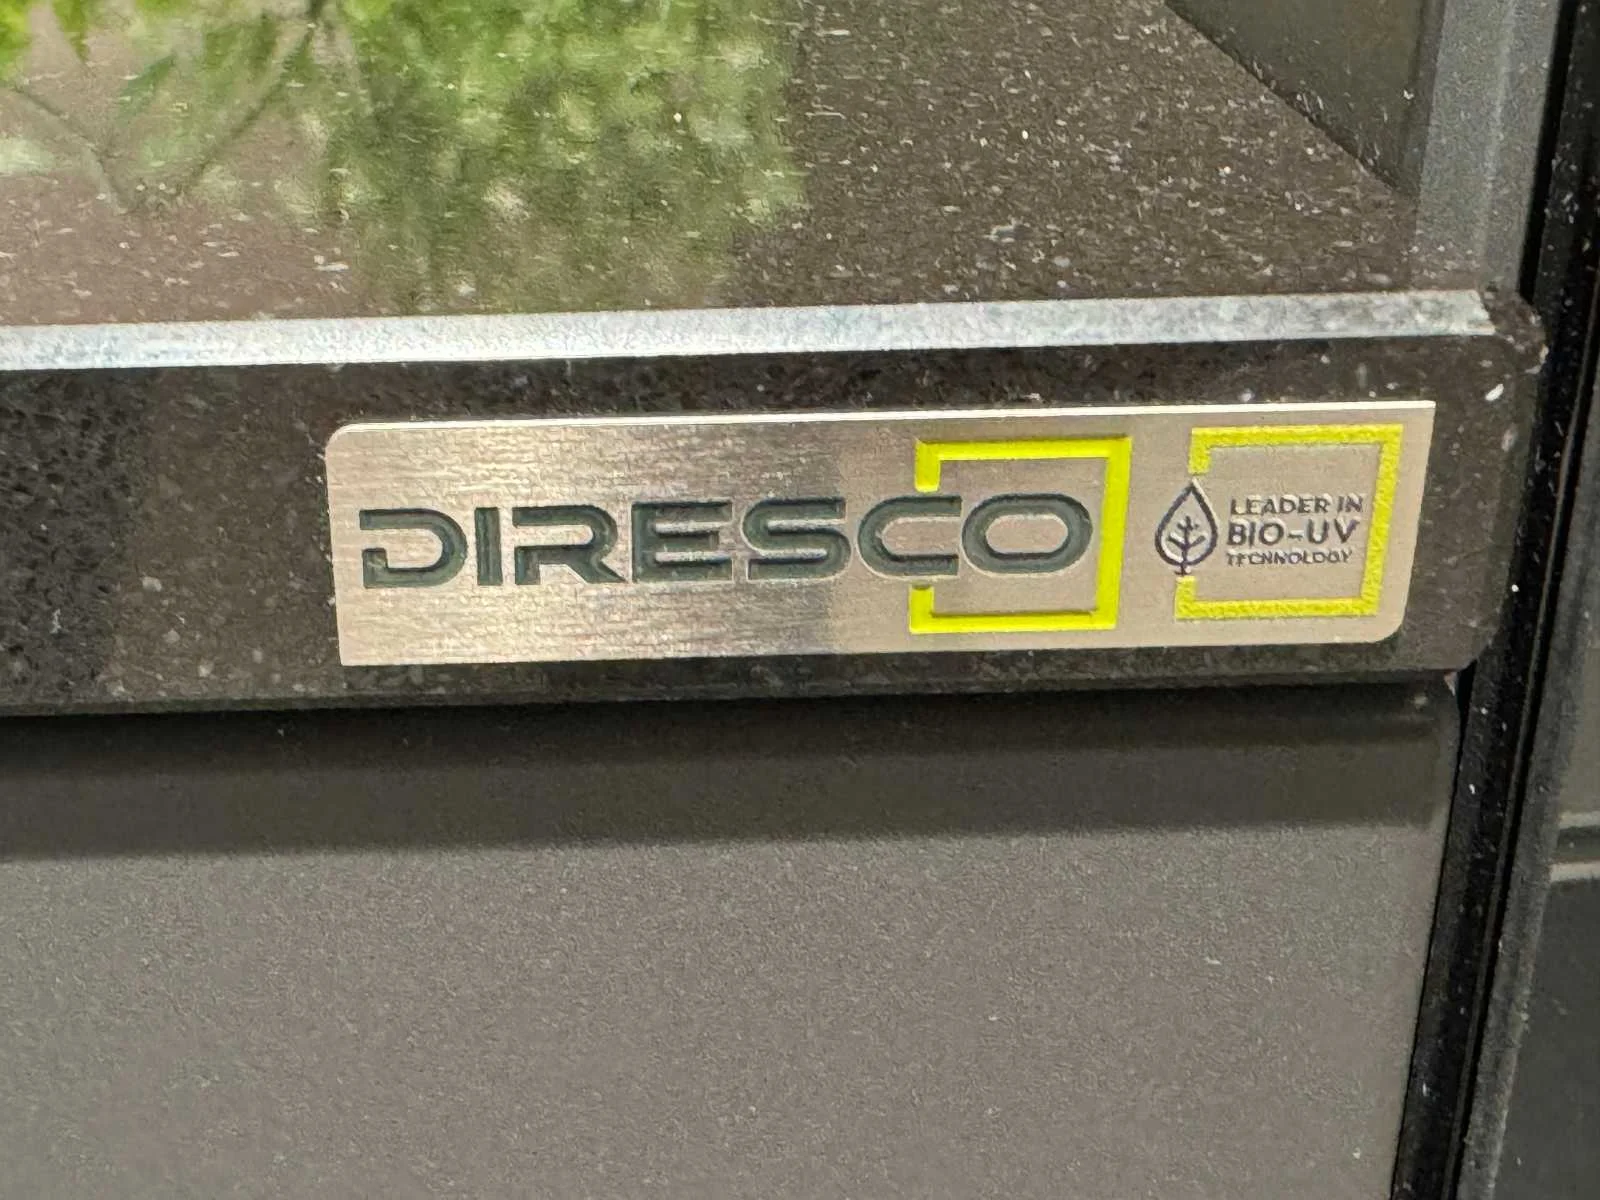 DIRESCO
LEADER IN
BIO-UV
TECHNOLOGY